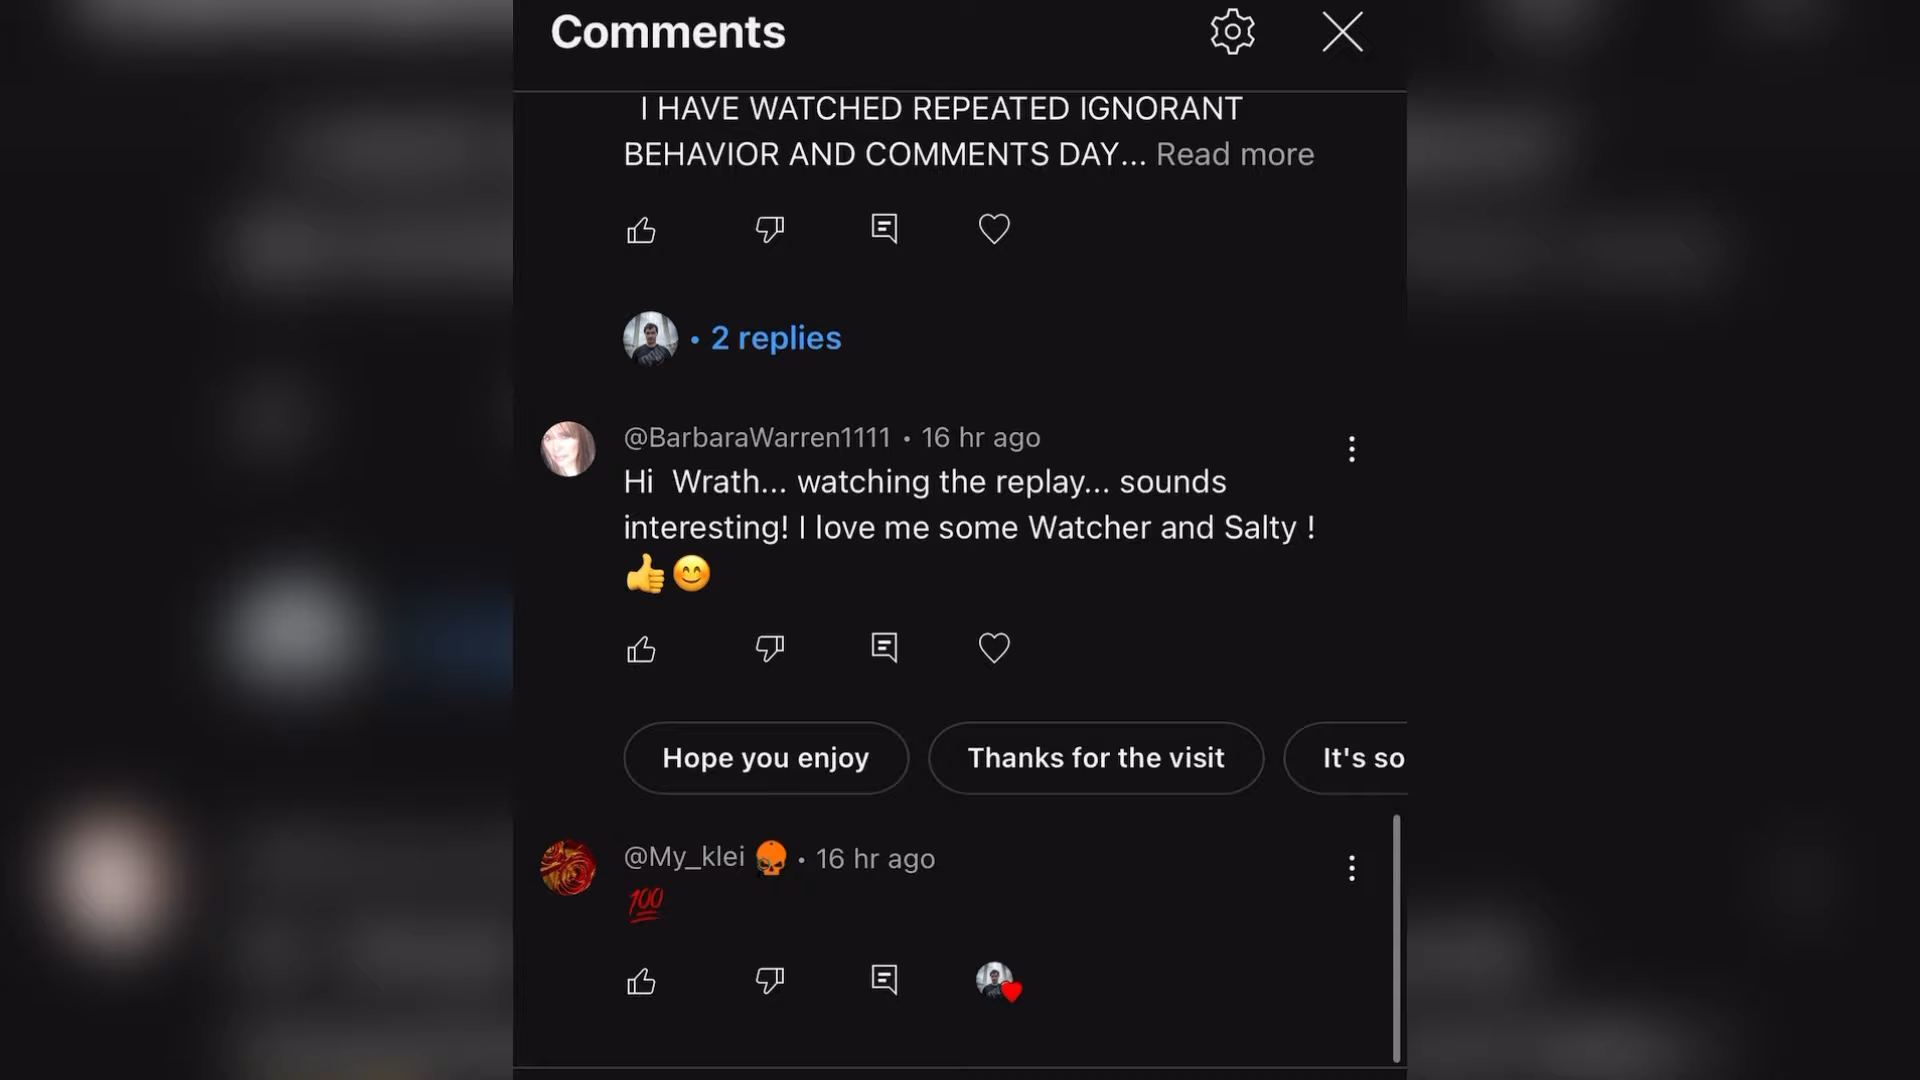 Comments
I HAVE WATCHED REPEATED IGNORANT
BEHAVIOR AND COMMENTS DAY... Read more
• 2 replies
@BarbaraWarren1111 • 16 hr ago
Hi  Wrath... watching the replay... sounds
interesting! I love me some Watcher and Salty !
👍😊
Hope you enjoy
Thanks for the visit
It's so
@My_klei • 16 hr ago
💯